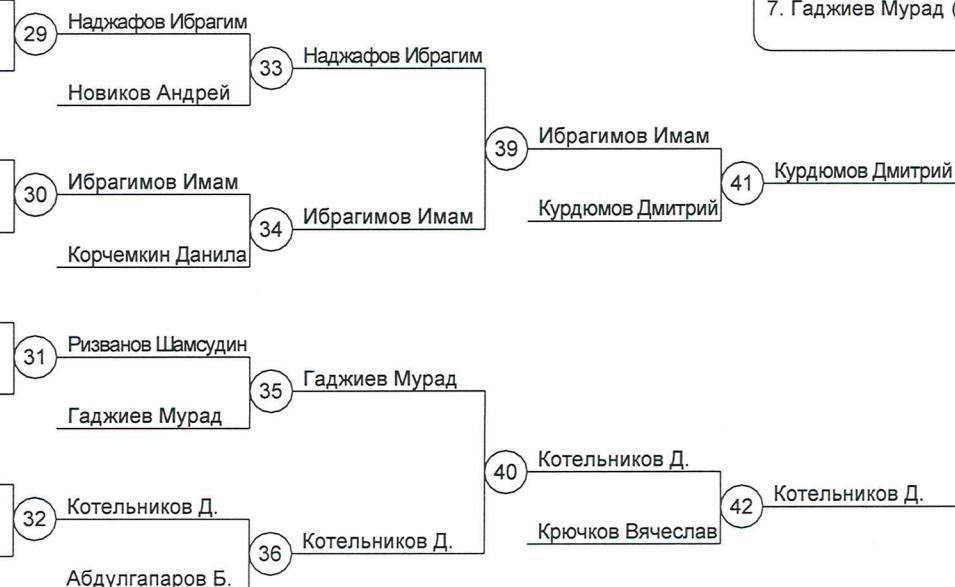 7. Гаджиев Мурад (
29
Наджафов Ибрагим
33
Наджафов Ибрагим
Новиков Андрей
39
Ибрагимов Имам
41
Курдюмов Дмитрий
30
Ибрагимов Имам
34
Ибрагимов Имам
Курдюмов Дмитрий
Корчемкин Данила
31
Ризванов Шамсудин
35
Гаджиев Мурад
Гаджиев Мурад
40
Котельников Д.
42
Котельников Д.
32
Котельников Д.
36
Котельников Д.
Крючков Вячеслав
Абдулгапаров Б.